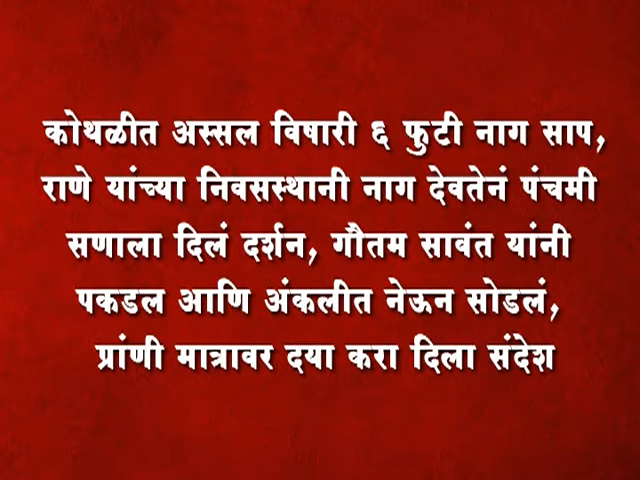 कोथळीत अस्सल विषारी ६ फुटी नाग साप,
राणे यांच्या निवसस्थानी नाग देवतेनं पंचमी
सणाला दिलं दर्शन, गौतम सावंत यांनी
पकडल आणि अंकलीत नेऊन सोडलं,
प्रांणी मात्रावर दया करा दिला संदेश